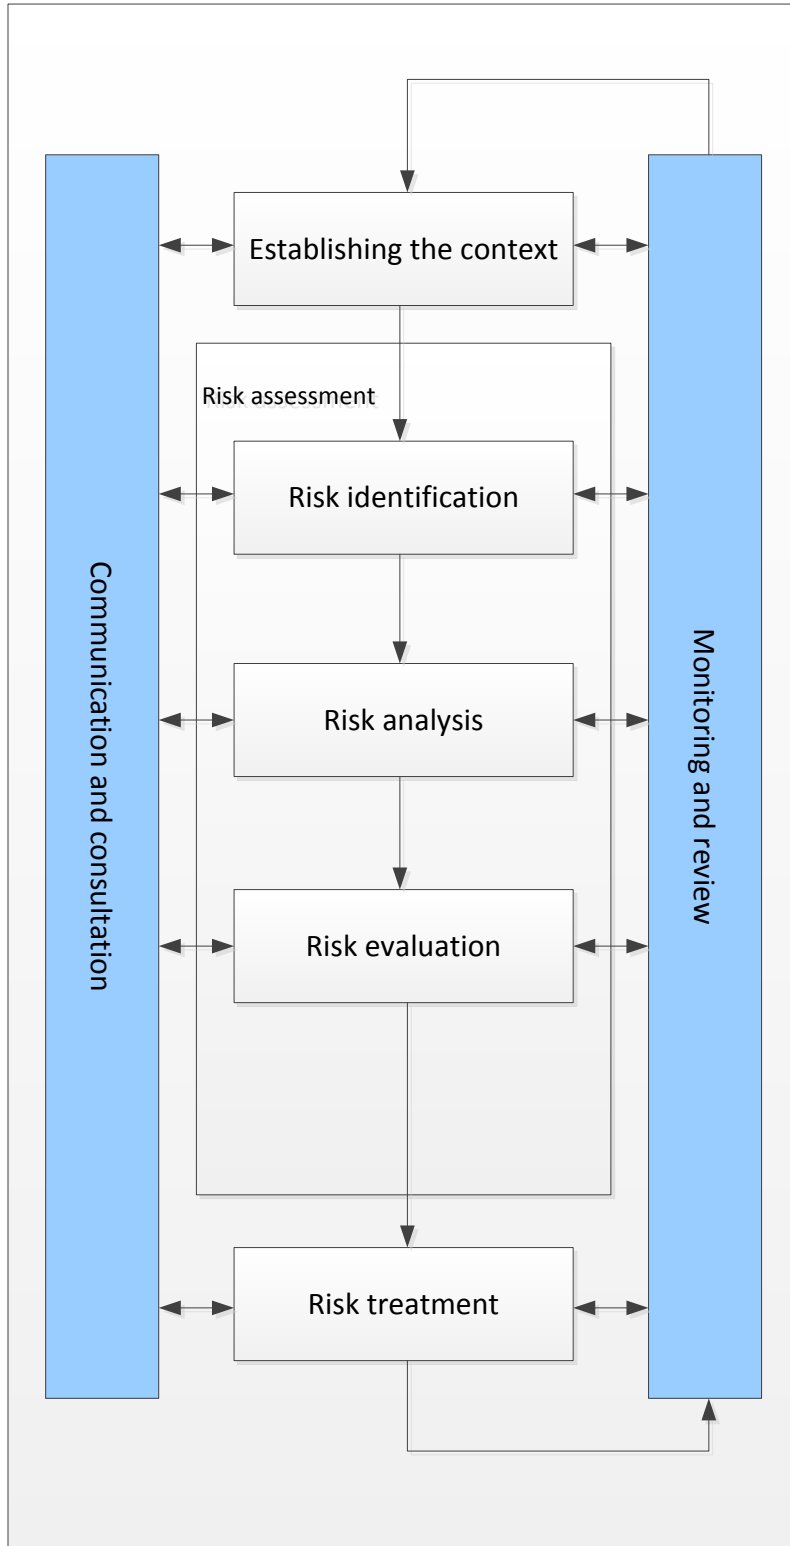 Establishing the context
Risk assessment
Risk identification
Communication and consultation
Monitoring and review
Risk analysis
Risk evaluation
Risk treatment